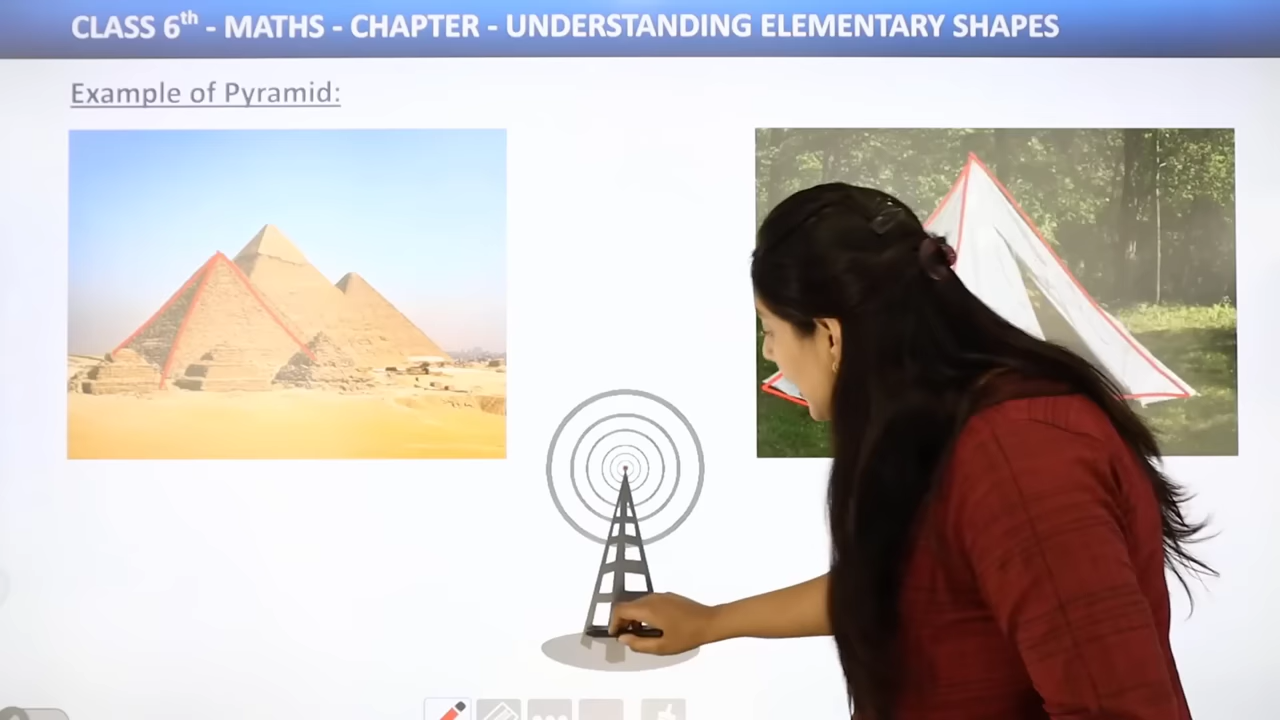 CLASS 6th - MATHS - CHAPTER - UNDERSTANDING ELEMENTARY SHAPES
Example of Pyramid: